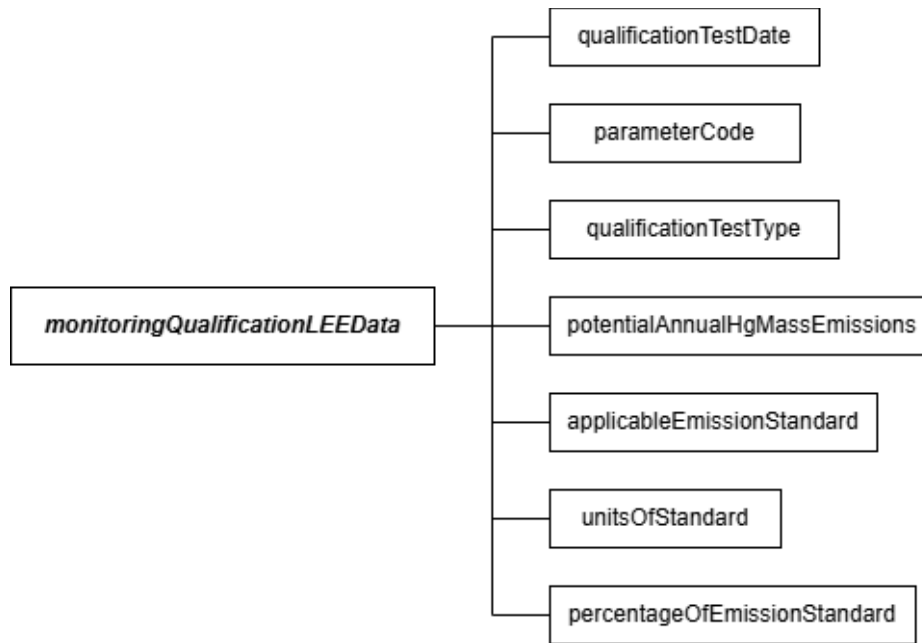 qualificationTestDate
parameterCode
qualificationTestType
monitoringQualificationLEEData
potentialAnnualHgMassEmissions
applicableEmissionStandard
unitsOfStandard
percentageOfEmissionStandard